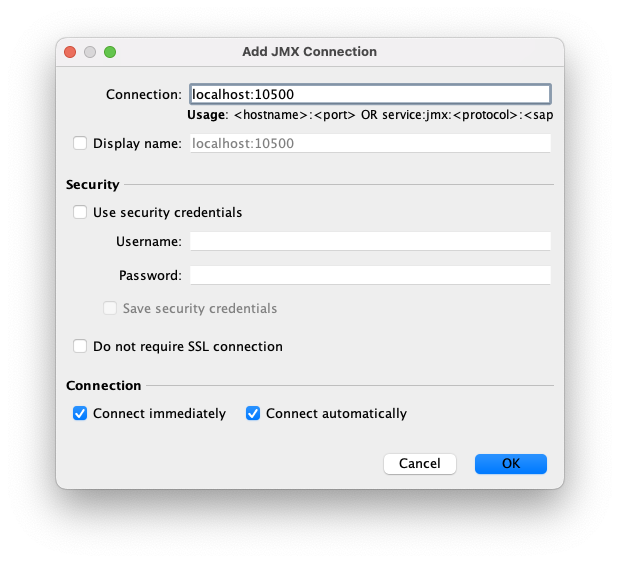 Add JMX Connection
Connection: localhost:10500
Usage: <hostname>:<port> OR service:jmx:<protocol>:<sap
Display name: localhost:10500
Security
Use security credentials
Username:
Password:
Save security credentials
Do not require SSL connection
Connection
Connect immediately Connect automatically
Cancel OK